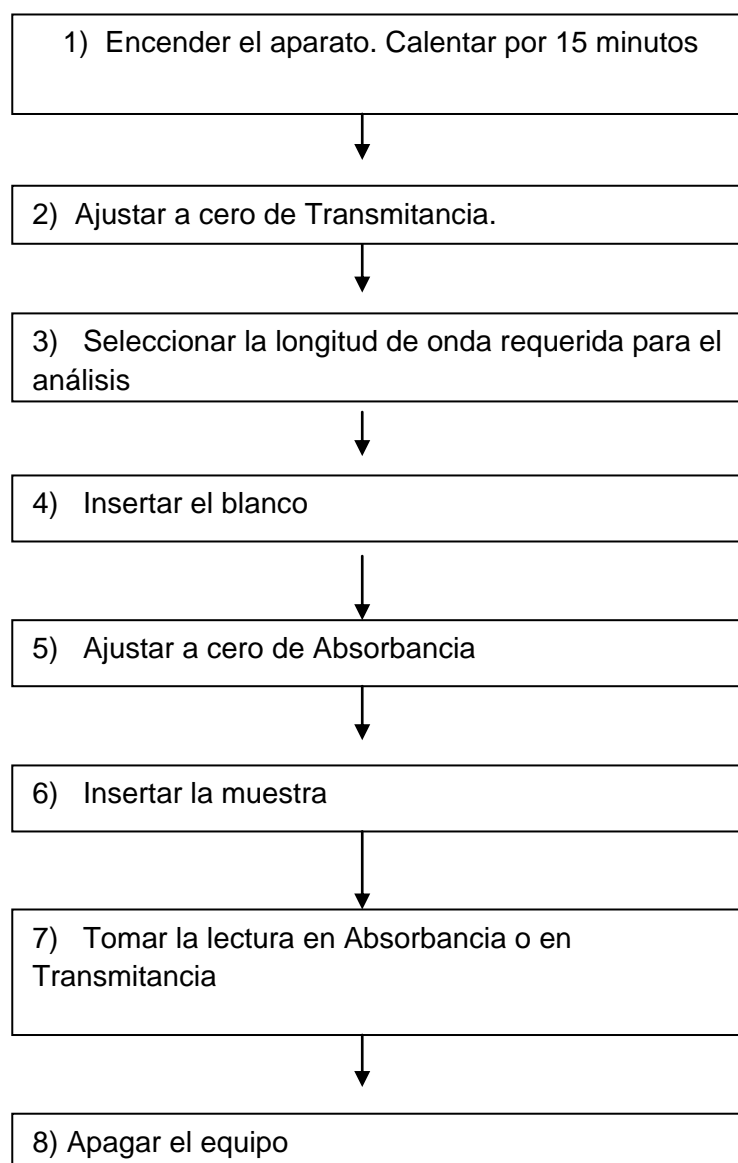 1) Encender el aparato. Calentar por 15 minutos
2) Ajustar a cero de Transmitancia.
3) Seleccionar la longitud de onda requerida para el
análisis
4) Insertar el blanco
5) Ajustar a cero de Absorbancia
6) Insertar la muestra
7) Tomar la lectura en Absorbancia o en
Transmitancia
8) Apagar el equipo